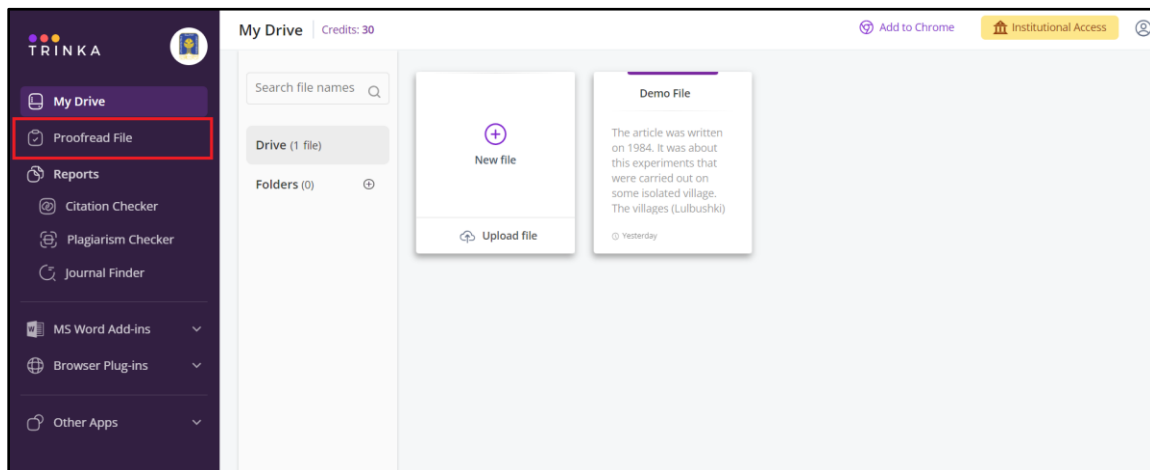 TRINKA
My Drive
Proofread File
Reports
Citation Checker
Plagiarism Checker
Journal Finder
MS Word Add-ins
Browser Plug-ins
Other Apps
My Drive Credits: 30
Add to Chrome
Institutional Access
Search file names
Drive (1 file)
Folders (0)
New file
Upload file
Demo File
The article was written
on 1984. It was about
this experiments that
were carried out on
some isolated village.
The villages (Lulbushki)
Yesterday